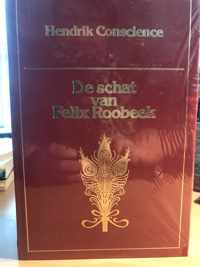 Hendrik Conscience
De schat
van
Felix Roobeek